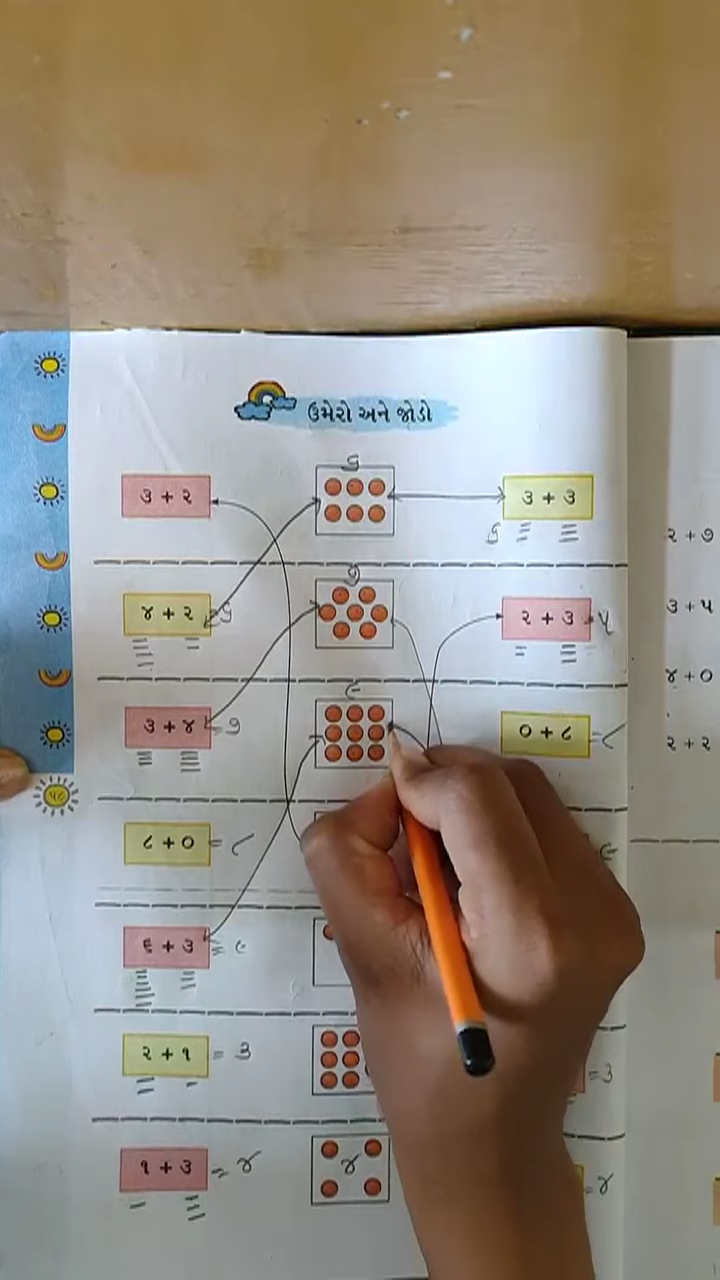 ઉમેરો અને જોડો
૬
૩ + ૨
૩ + ૩
૬
૭
૪ + ૨ = ૬
૨ + ૩ = ૫
૯
૩ + ૪ = ૭
૦ + ૮ = ૮
૮ + ૦ = ૮
૯
૬ + ૩ = ૯
૨ + ૧ = ૩
= ૩
૧ + ૩ = ૪
૪
= ૪
૨ + ૭
૩ + ૫
૪ + ૦
૨ + ૨